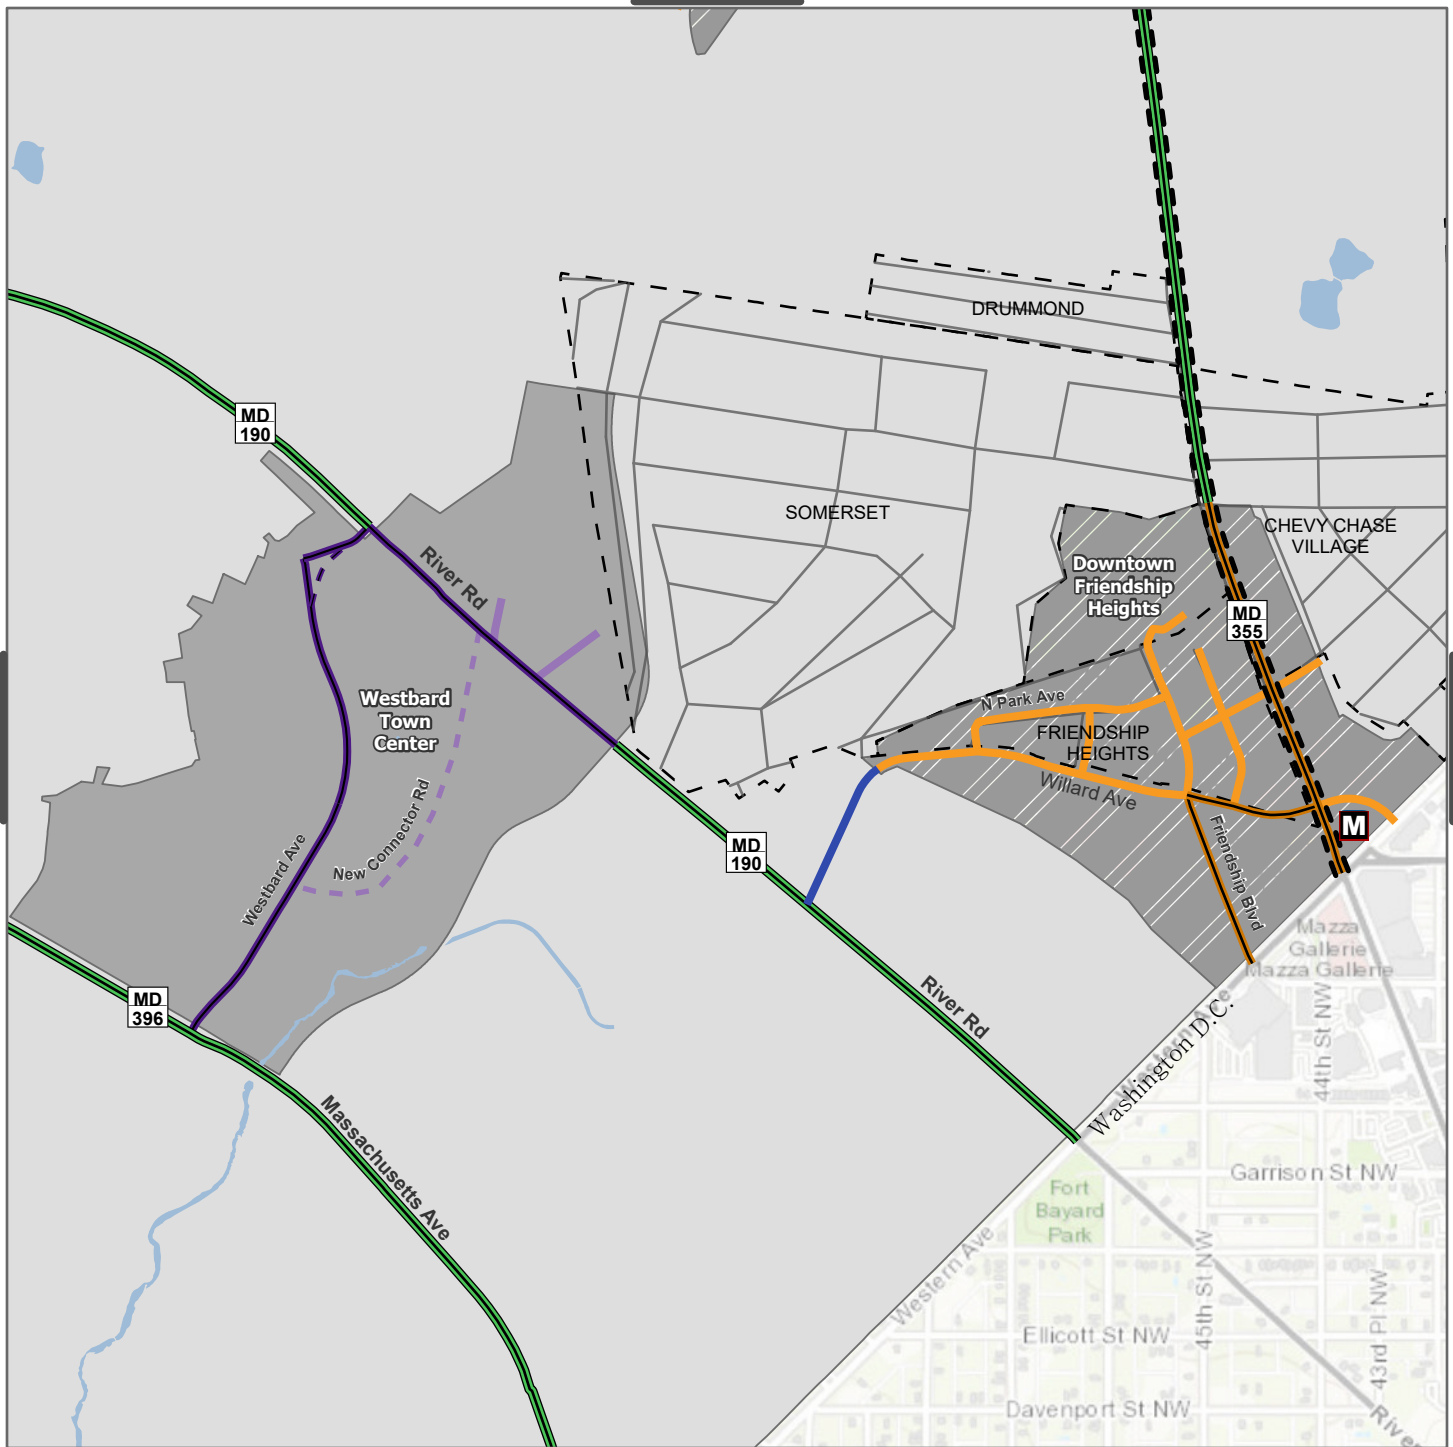 DRUMMOND
MD
190
SOMERSET
CHEVY CHASE
VILLAGE
Downtown
Friendship
Heights
River Rd
MD
355
Westbard
Town
Center
N Park Ave
FRIENDSHIP
HEIGHTS
Willard Ave
New Connector Rd
Westbard Ave
MD
190
M
Friendship Blvd
Mazza
Gallerie
Mazza Gallerie
MD
396
River Rd
Western Ave
Washington D.C.
44th St NW
Massachusetts Ave
Garrison St NW
Fort
Bayard
Park
Western Ave
45th St NW
43rd Pl NW
Ellicott St NW
Davenport St NW
River